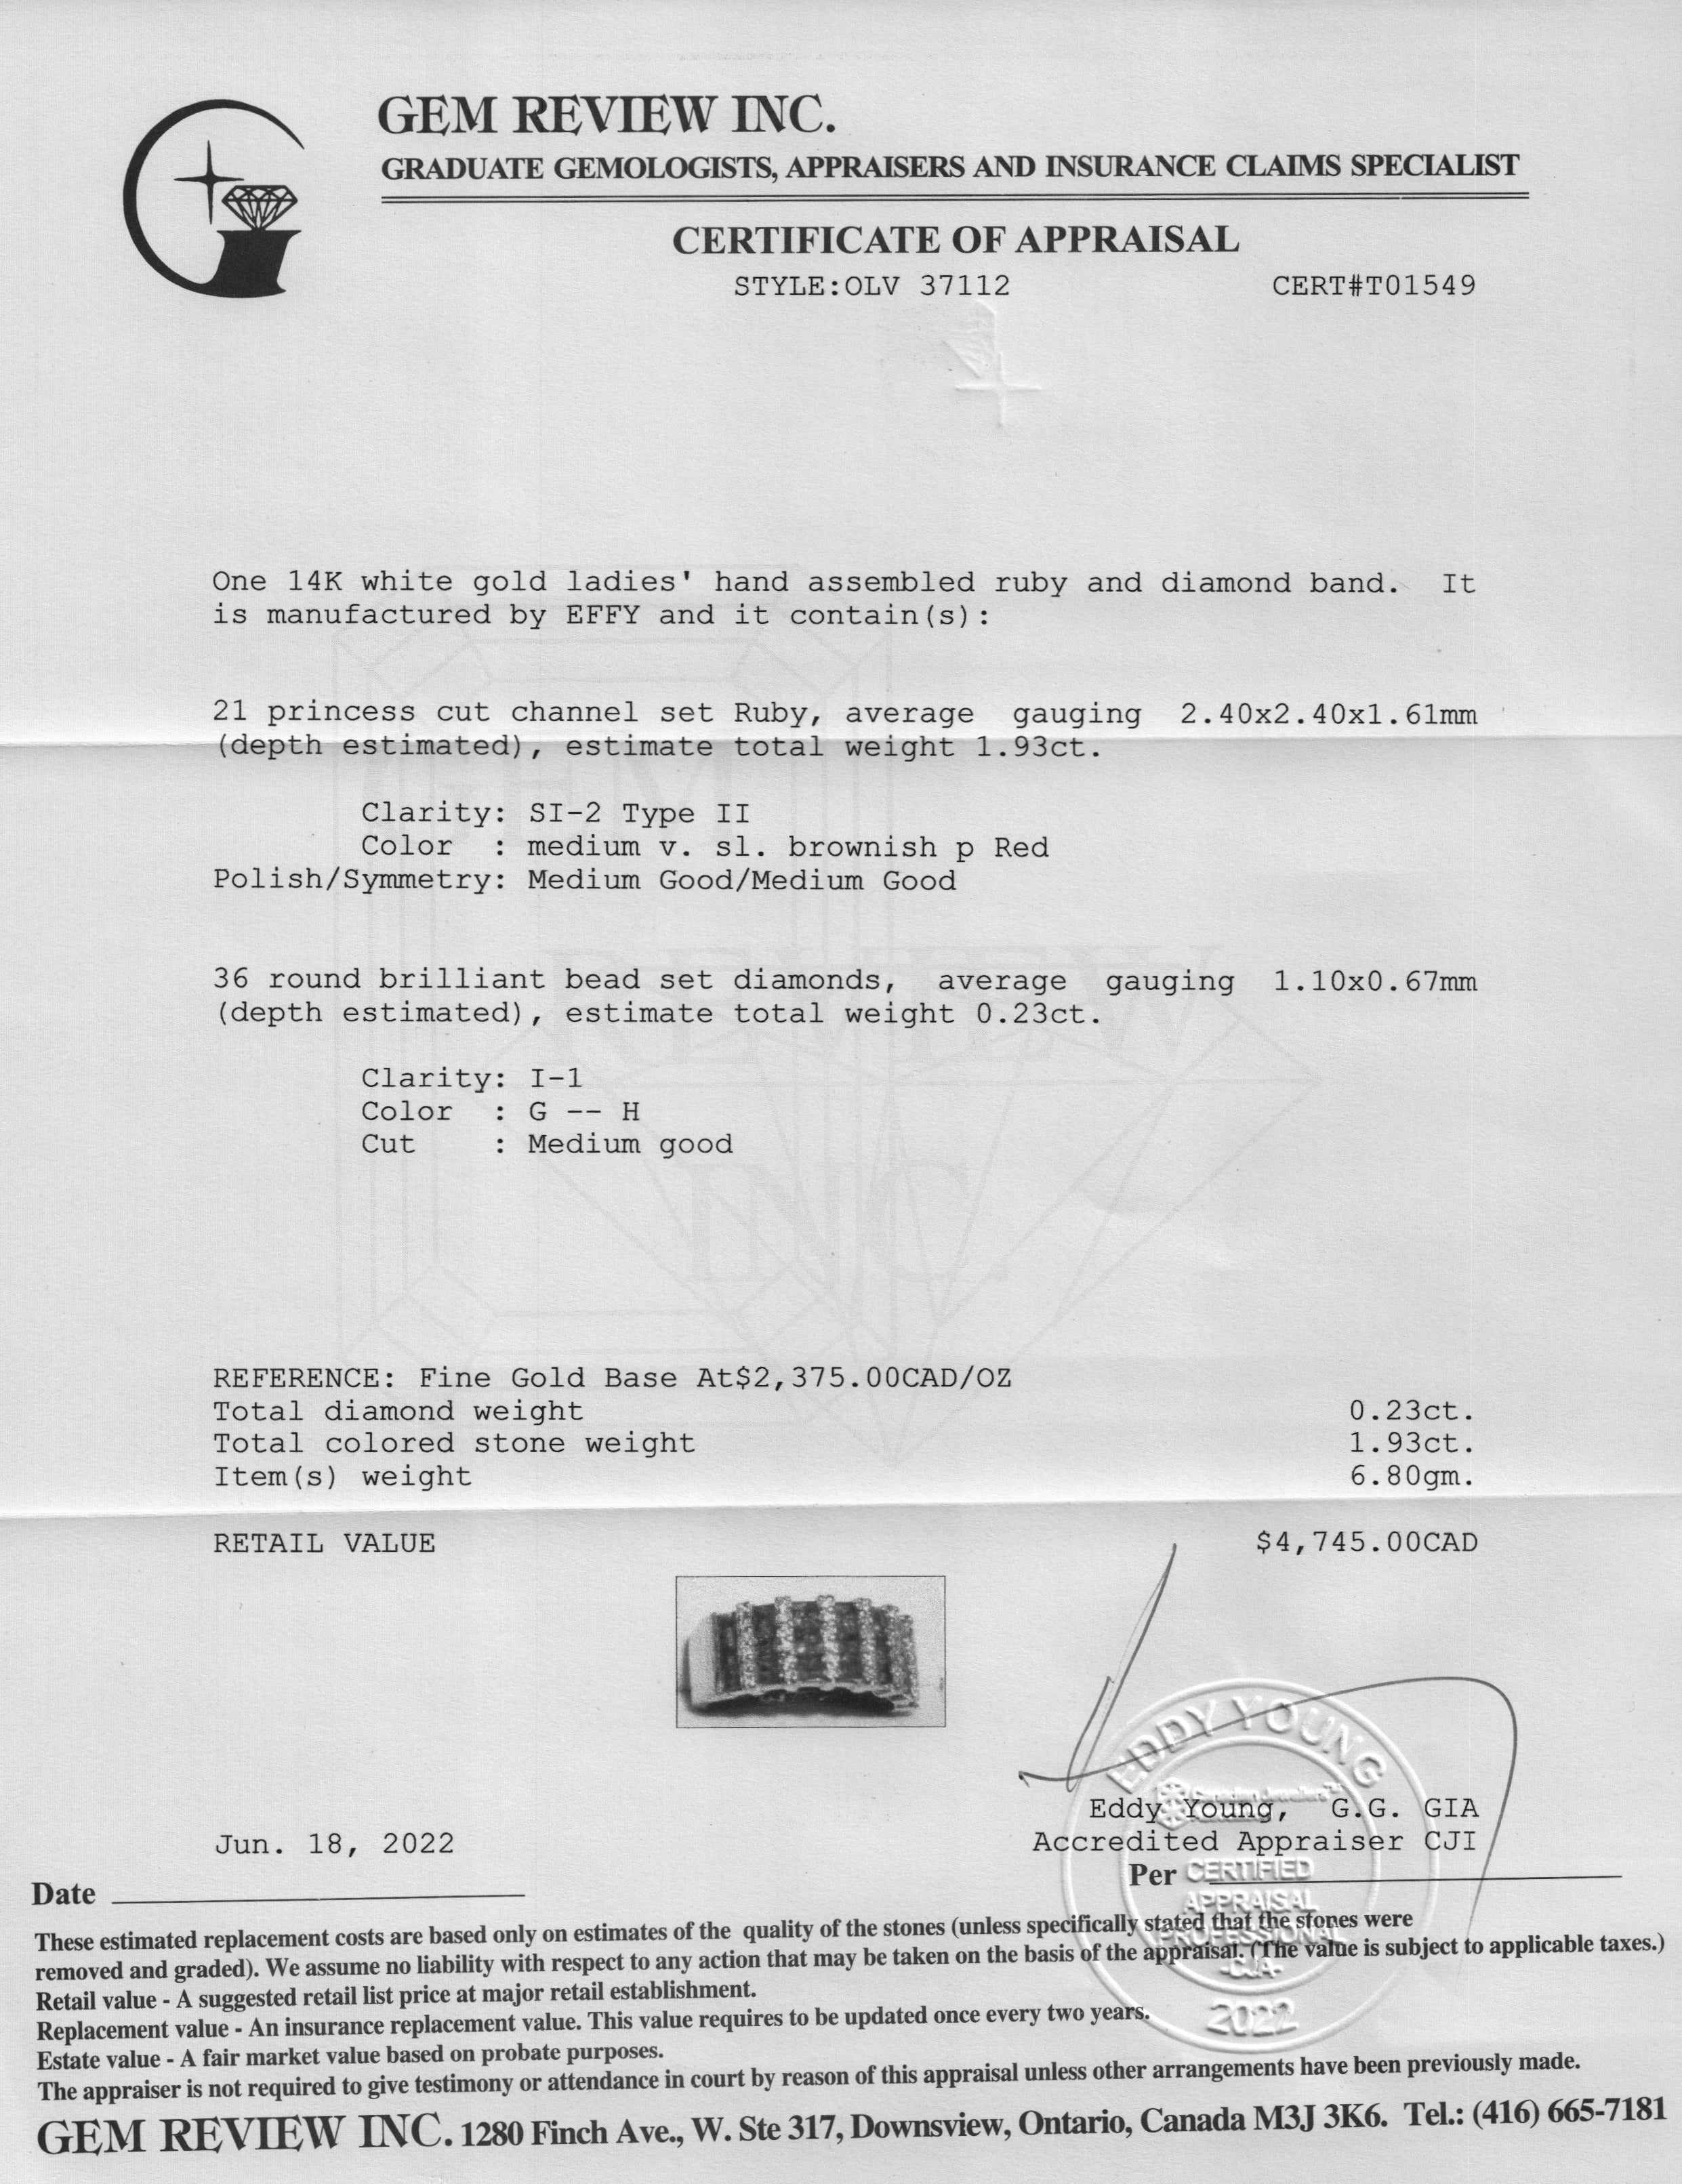 GEM REVIEW INC.
GRADUATE GEMOLOGISTS, APPRAISERS AND INSURANCE CLAIMS SPECIALIST
CERTIFICATE OF APPRAISAL
STYLE:OLV 37112 CERT#T01549
One 14K white gold ladies' hand assembled ruby and diamond band. It
is manufactured by EFFY and it contain(s):
21 princess cut channel set Ruby, average gauging 2.40x2.40x1.61mm
(depth estimated), estimate total weight 1.93ct.
Clarity: SI-2 Type II
Color : medium v. sl. brownish p Red
Polish/Symmetry: Medium Good/Medium Good
36 round brilliant bead set diamonds, average gauging 1.10x0.67mm
(depth estimated), estimate total weight 0.23ct.
Clarity: I-1
Color : G -- H
Cut : Medium good
GEM
REVIEW
INC.
REFERENCE: Fine Gold Base At$2,375.00CAD/OZ
Total diamond weight 0.23ct.
Total colored stone weight 1.93ct.
Item(s) weight 6.80gm.
RETAIL VALUE $4,745.00CAD
EDDY YOUNG
Eddy Young, G.G. GIA
Jun. 18, 2022 Accredited Appraiser CJI
Date Per
CERTIFIED
APPRAISAL
PROFESSIONAL
-CJA-
2022
These estimated replacement costs are based only on estimates of the quality of the stones (unless specifically stated that the stones were
removed and graded). We assume no liability with respect to any action that may be taken on the basis of the appraisal. (The value is subject to applicable taxes.)
Retail value - A suggested retail list price at major retail establishment.
Replacement value - An insurance replacement value. This value requires to be updated once every two years.
Estate value - A fair market value based on probate purposes.
The appraiser is not required to give testimony or attendance in court by reason of this appraisal unless other arrangements have been previously made.
GEM REVIEW INC. 1280 Finch Ave., W. Ste 317, Downsview, Ontario, Canada M3J 3K6. Tel.: (416) 665-7181